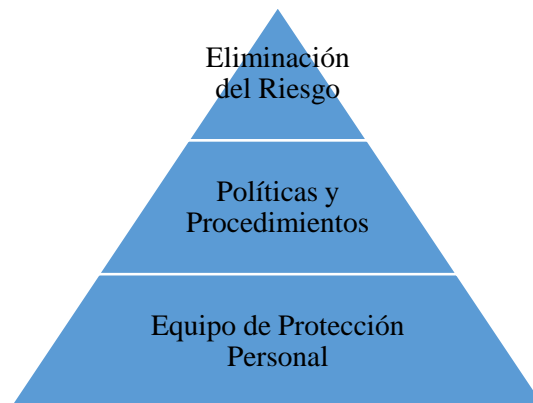 Eliminación
del Riesgo
Políticas y
Procedimientos
Equipo de Protección
Personal